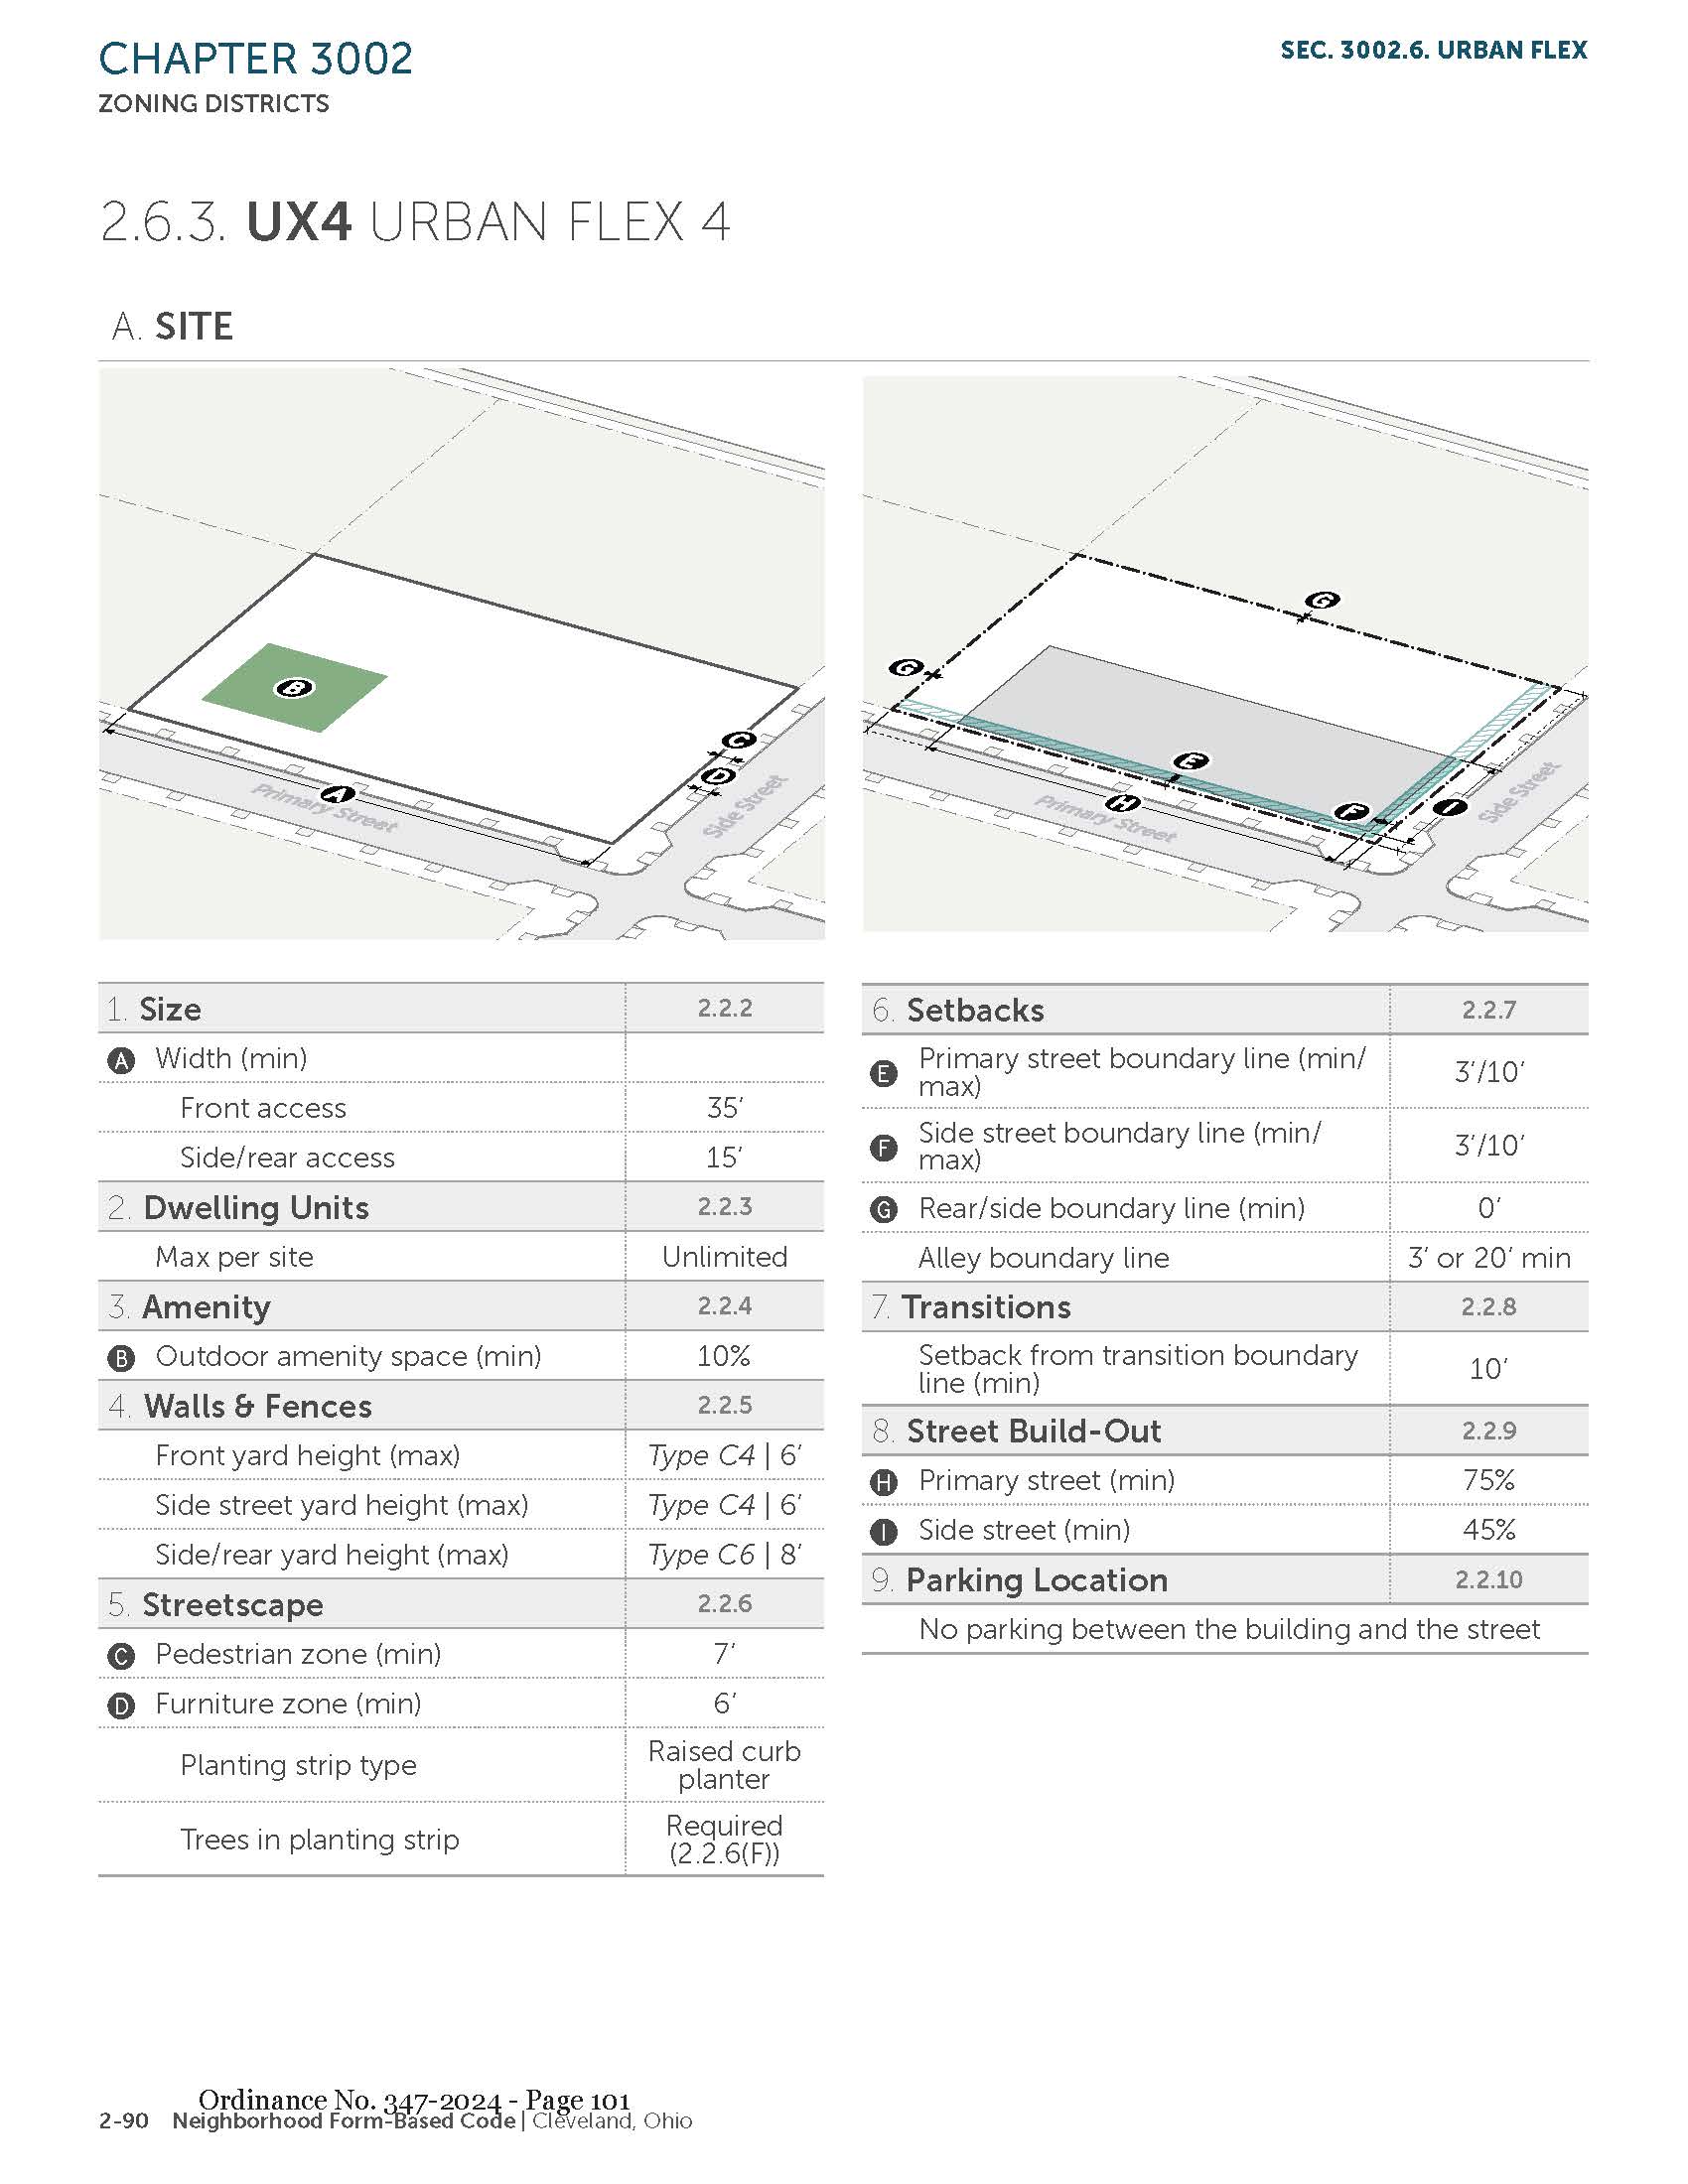 CHAPTER 3002
SEC. 3002.6. URBAN FLEX
ZONING DISTRICTS
2.6.3. UX4 URBAN FLEX 4
A. SITE
B
C
D
A
Primary Street
Side Street
G
G
E
H
F
I
Primary Street
Side Street
1. Size 2.2.2
A Width (min)
Front access 35′
Side/rear access 15′
2. Dwelling Units 2.2.3
Max per site Unlimited
3. Amenity 2.2.4
B Outdoor amenity space (min) 10%
4. Walls & Fences 2.2.5
Front yard height (max) Type C4 | 6′
Side street yard height (max) Type C4 | 6′
Side/rear yard height (max) Type C6 | 8′
5. Streetscape 2.2.6
C Pedestrian zone (min) 7′
D Furniture zone (min) 6′
Planting strip type Raised curb
planter
Trees in planting strip Required
(2.2.6(F))
6. Setbacks 2.2.7
E Primary street boundary line (min/
max) 3′/10′
F Side street boundary line (min/
max) 3′/10′
G Rear/side boundary line (min) 0′
Alley boundary line 3′ or 20′ min
7. Transitions 2.2.8
Setback from transition boundary
line (min) 10′
8. Street Build-Out 2.2.9
H Primary street (min) 75%
I Side street (min) 45%
9. Parking Location 2.2.10
No parking between the building and the street
Ordinance No. 347-2024 - Page 101
2-90 Neighborhood Form-Based Code | Cleveland, Ohio